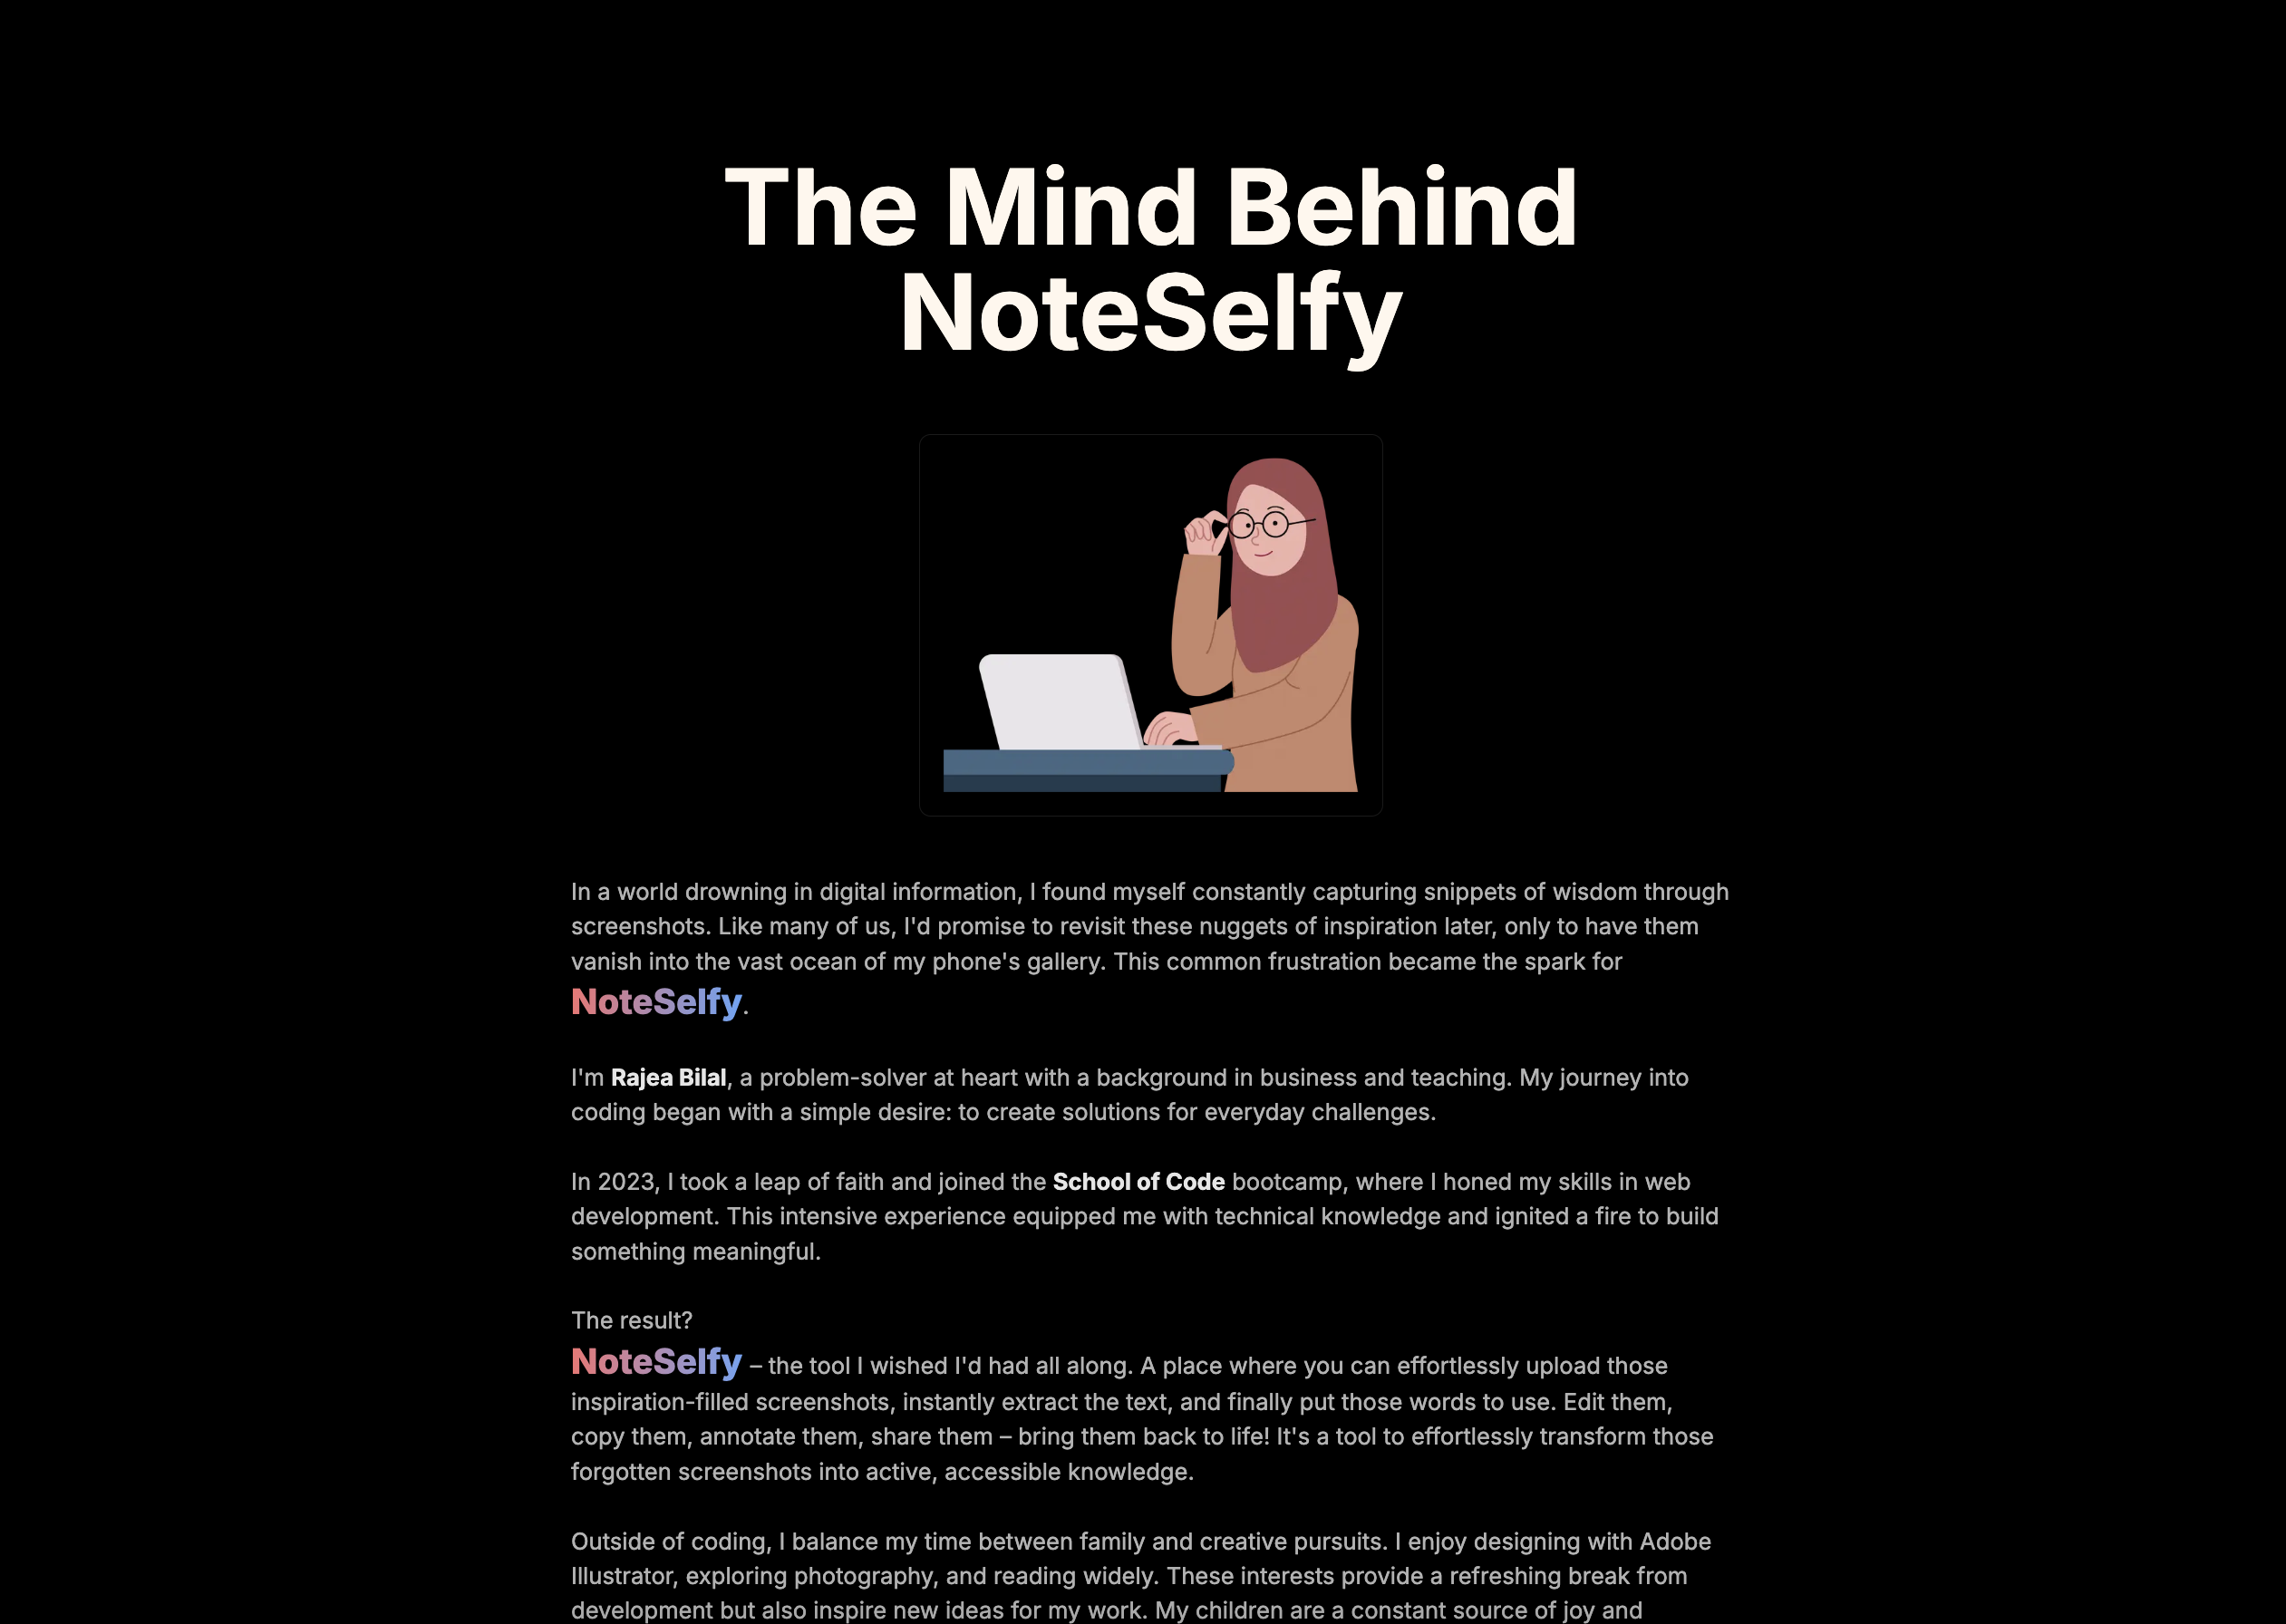 The Mind Behind
NoteSelfy
In a world drowning in digital information, I found myself constantly capturing snippets of wisdom through
screenshots. Like many of us, I'd promise to revisit these nuggets of inspiration later, only to have them
vanish into the vast ocean of my phone's gallery. This common frustration became the spark for
NoteSelfy.
I'm Rajea Bilal, a problem-solver at heart with a background in business and teaching. My journey into
coding began with a simple desire: to create solutions for everyday challenges.
In 2023, I took a leap of faith and joined the School of Code bootcamp, where I honed my skills in web
development. This intensive experience equipped me with technical knowledge and ignited a fire to build
something meaningful.
The result?
NoteSelfy – the tool I wished I'd had all along. A place where you can effortlessly upload those
inspiration-filled screenshots, instantly extract the text, and finally put those words to use. Edit them,
copy them, annotate them, share them – bring them back to life! It's a tool to effortlessly transform those
forgotten screenshots into active, accessible knowledge.
Outside of coding, I balance my time between family and creative pursuits. I enjoy designing with Adobe
Illustrator, exploring photography, and reading widely. These interests provide a refreshing break from
development but also inspire new ideas for my work. My children are a constant source of joy and